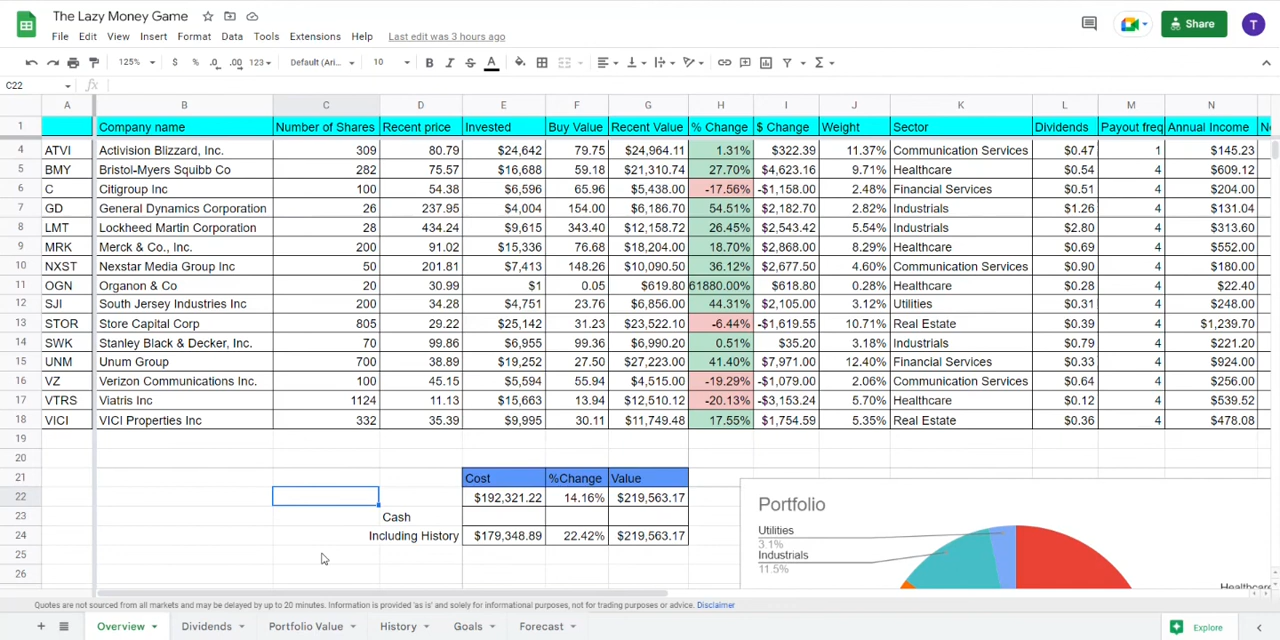 The Lazy Money Game
File Edit View Insert Format Data Tools Extensions Help Last edit was 3 hours ago
Share
T
125% $ % .0 .00 123 Default (Ari... 10 B I S A
C22 fx
A B C D E F G H I J K L M N
1 Company name Number of Shares Recent price Invested Buy Value Recent Value % Change $ Change Weight Sector Dividends Payout freq Annual Income
4 ATVI Activision Blizzard, Inc. 309 80.79 $24,642 79.75 $24,964.11 1.31% $322.39 11.37% Communication Services $0.47 1 $145.23
5 BMY Bristol-Myers Squibb Co 282 75.57 $16,688 59.18 $21,310.74 27.70% $4,623.16 9.71% Healthcare $0.54 4 $609.12
6 C Citigroup Inc 100 54.38 $6,596 65.96 $5,438.00 -17.56% -$1,158.00 2.48% Financial Services $0.51 4 $204.00
7 GD General Dynamics Corporation 26 237.95 $4,004 154.00 $6,186.70 54.51% $2,182.70 2.82% Industrials $1.26 4 $131.04
8 LMT Lockheed Martin Corporation 28 434.24 $9,615 343.40 $12,158.72 26.45% $2,543.42 5.54% Industrials $2.80 4 $313.60
9 MRK Merck & Co., Inc. 200 91.02 $15,336 76.68 $18,204.00 18.70% $2,868.00 8.29% Healthcare $0.69 4 $552.00
10 NXST Nexstar Media Group Inc 50 201.81 $7,413 148.26 $10,090.50 36.12% $2,677.50 4.60% Communication Services $0.90 4 $180.00
11 OGN Organon & Co 20 30.99 $1 0.05 $619.80 61880.00% $618.80 0.28% Healthcare $0.28 4 $22.40
12 SJI South Jersey Industries Inc 200 34.28 $4,751 23.76 $6,856.00 44.31% $2,105.00 3.12% Utilities $0.31 4 $248.00
13 STOR Store Capital Corp 805 29.22 $25,142 31.23 $23,522.10 -6.44% -$1,619.55 10.71% Real Estate $0.39 4 $1,239.70
14 SWK Stanley Black & Decker, Inc. 70 99.86 $6,955 99.36 $6,990.20 0.51% $35.20 3.18% Industrials $0.79 4 $221.20
15 UNM Unum Group 700 38.89 $19,252 27.50 $27,223.00 41.40% $7,971.00 12.40% Financial Services $0.33 4 $924.00
16 VZ Verizon Communications Inc. 100 45.15 $5,594 55.94 $4,515.00 -19.29% -$1,079.00 2.06% Communication Services $0.64 4 $256.00
17 VTRS Viatris Inc 1124 11.13 $15,663 13.94 $12,510.12 -20.13% -$3,153.24 5.70% Healthcare $0.12 4 $539.52
18 VICI VICI Properties Inc 332 35.39 $9,995 30.11 $11,749.48 17.55% $1,754.59 5.35% Real Estate $0.36 4 $478.08
19
20
21 Cost %Change Value
22 $192,321.22 14.16% $219,563.17
23 Cash
24 Including History $179,348.89 22.42% $219,563.17
25
26
Portfolio
Utilities
3.1%
Industrials
11.5%
Healthcare
Quotes are not sourced from all markets and may be delayed by up to 20 minutes. Information is provided 'as is' and solely for informational purposes, not for trading purposes or advice. Disclaimer
Overview Dividends Portfolio Value History Goals Forecast
Explore